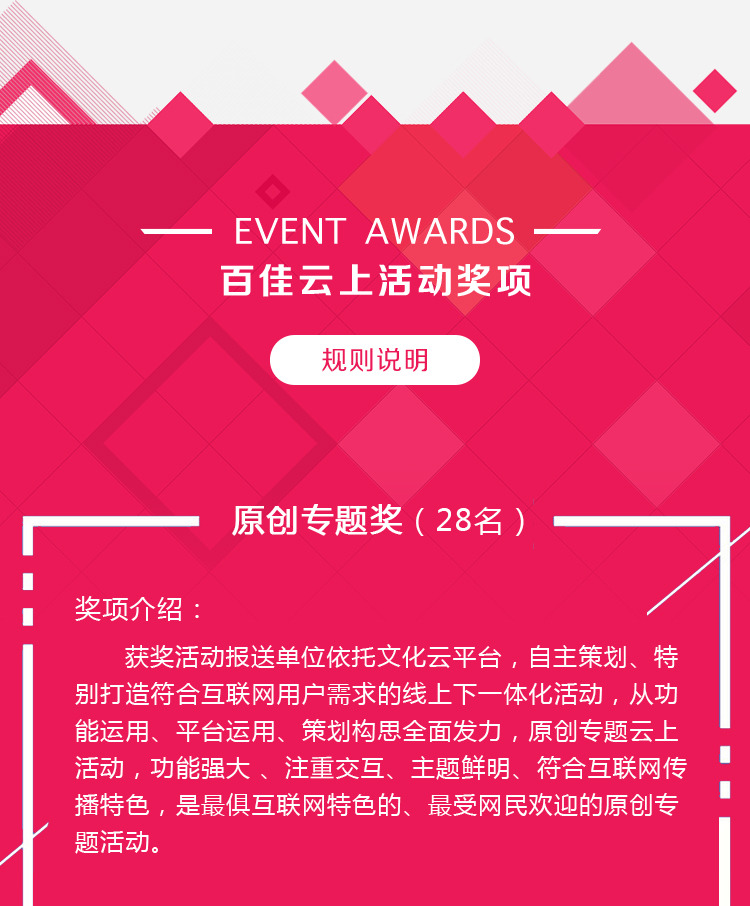 EVENT AWARDS
百佳云上活动奖项
规则说明
原创专题奖（28名）
奖项介绍：
获奖活动报送单位依托文化云平台，自主策划、特
别打造符合互联网用户需求的线上下一体化活动，从功
能运用、平台运用、策划构思全面发力，原创专题云上
活动，功能强大 、注重交互、主题鲜明、符合互联网传
播特色，是最俱互联网特色的、最受网民欢迎的原创专
题活动。